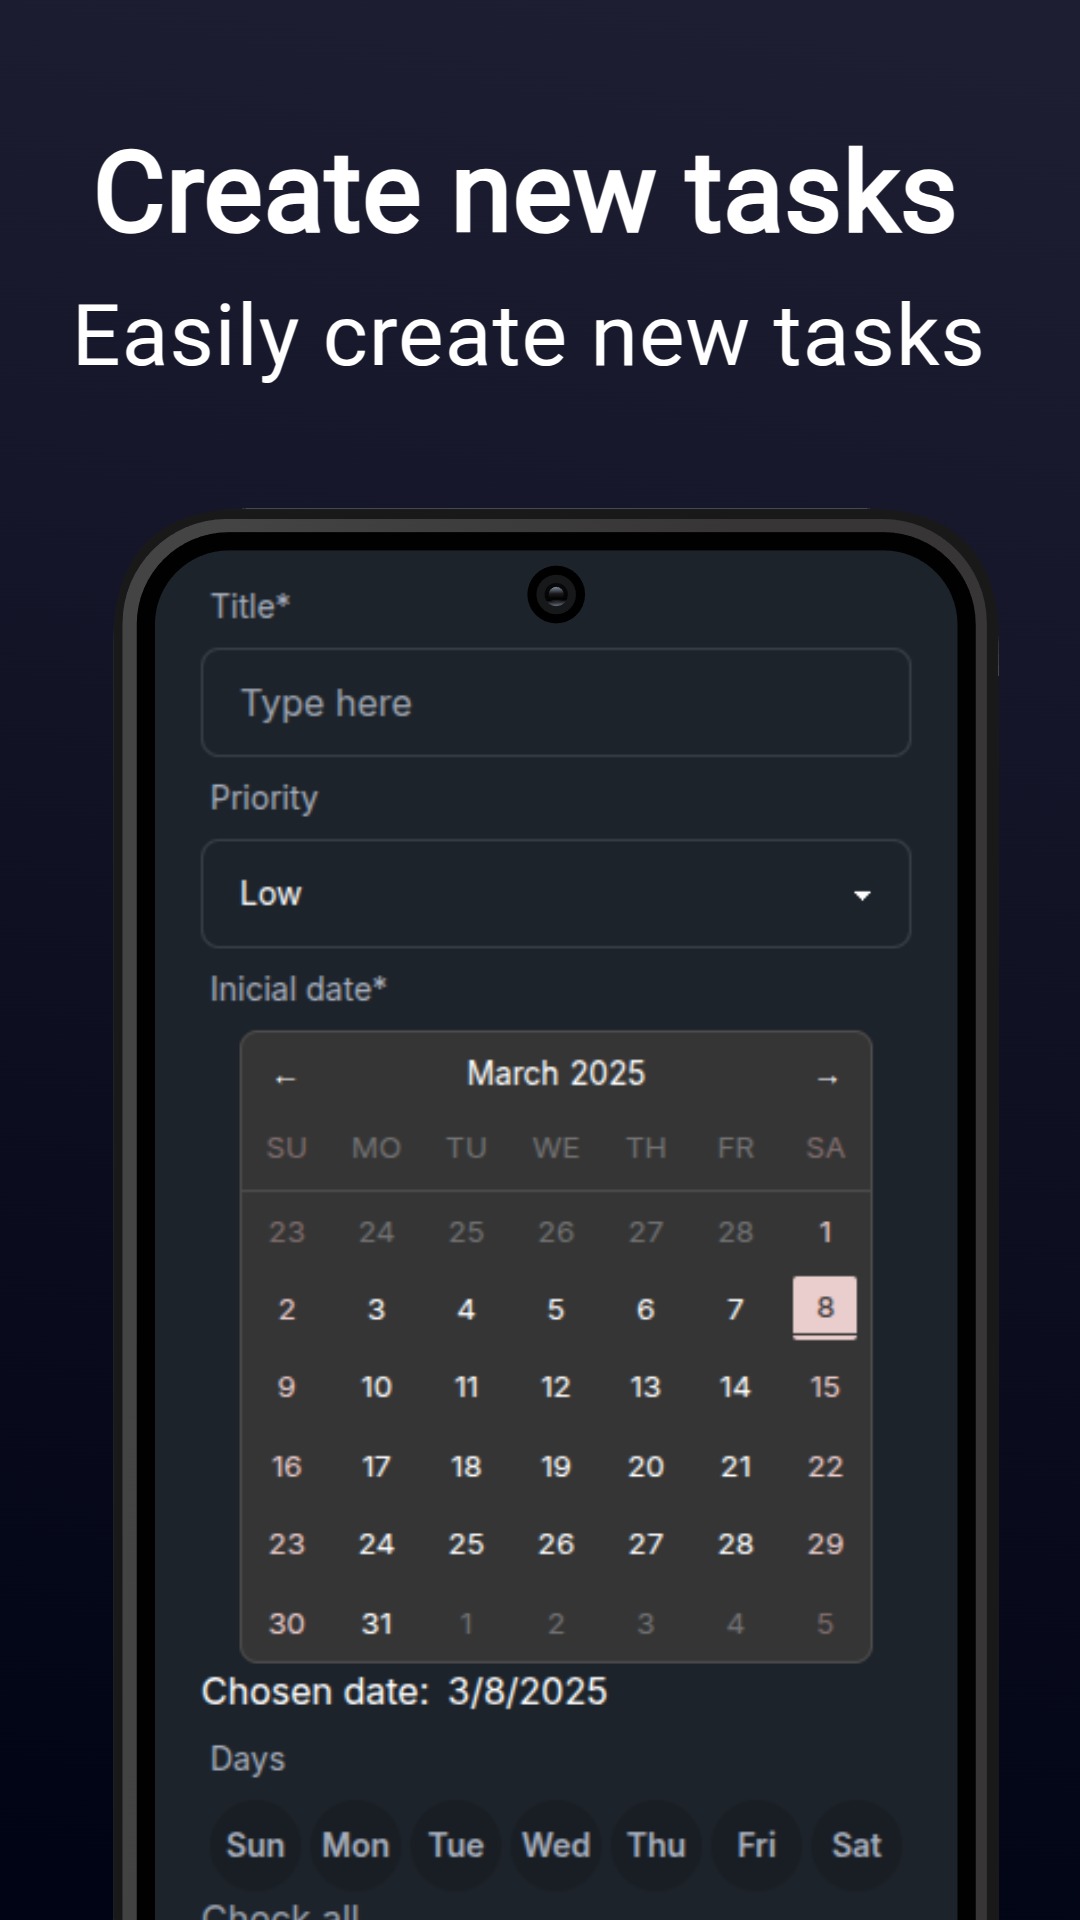 Create new tasks
Easily create new tasks
Title*
Type here
Priority
Low
Inicial date*
← March 2025 →
SU MO TU WE TH FR SA
23 24 25 26 27 28 1
2 3 4 5 6 7 8
9 10 11 12 13 14 15
16 17 18 19 20 21 22
23 24 25 26 27 28 29
30 31 1 2 3 4 5
Chosen date: 3/8/2025
Days
Sun Mon Tue Wed Thu Fri Sat
Check all